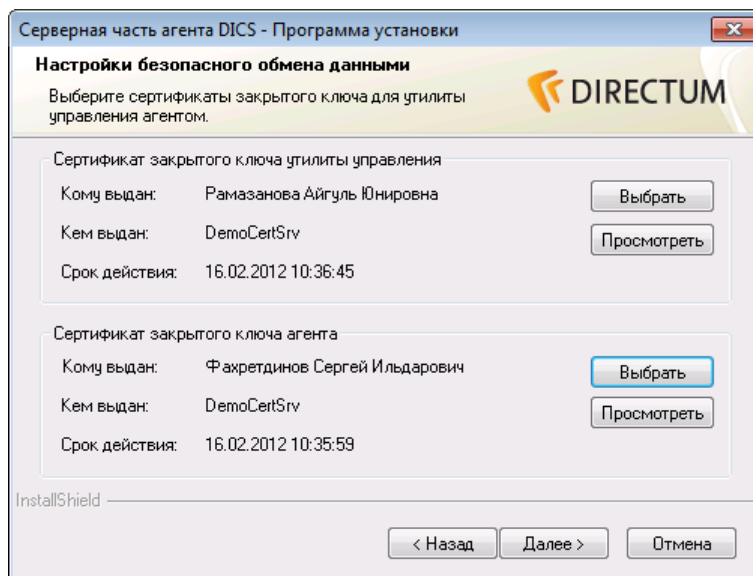 Серверная часть агента DICS - Программа установки
Настройки безопасного обмена данными
Выберите сертификаты закрытого ключа для утилиты
управления агентом.
DIRECTUM
Сертификат закрытого ключа утилиты управления
Кому выдан: Рамазанова Айгуль Юнировна Выбрать
Кем выдан: DemoCertSrv Просмотреть
Срок действия: 16.02.2012 10:36:45
Сертификат закрытого ключа агента
Кому выдан: Фахретдинов Сергей Ильдарович Выбрать
Кем выдан: DemoCertSrv Просмотреть
Срок действия: 16.02.2012 10:35:59
InstallShield
< Назад Далее > Отмена